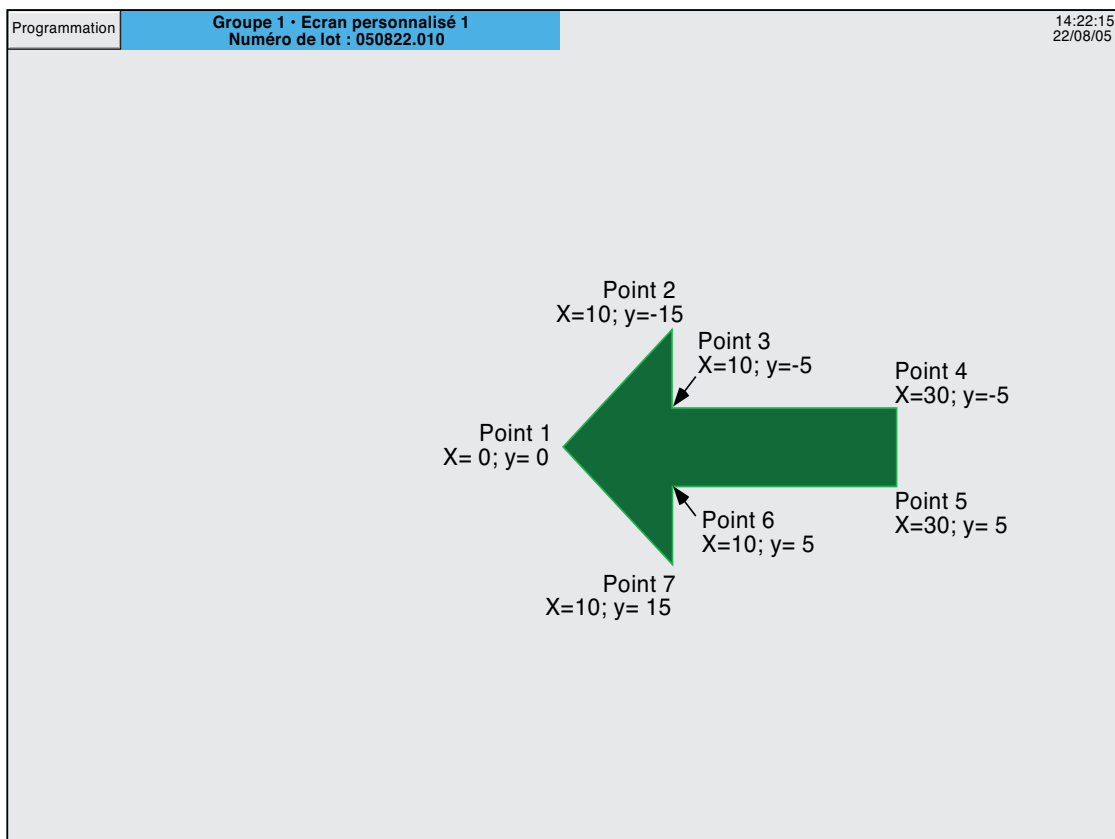 Programmation
Groupe 1 • Ecran personnalisé 1
Numéro de lot : 050822.010
14:22:15
22/08/05
Point 2
X=10; y=-15
Point 3
X=10; y=-5
Point 4
X=30; y=-5
Point 1
X= 0; y= 0
Point 5
X=30; y= 5
Point 6
X=10; y= 5
Point 7
X=10; y= 15